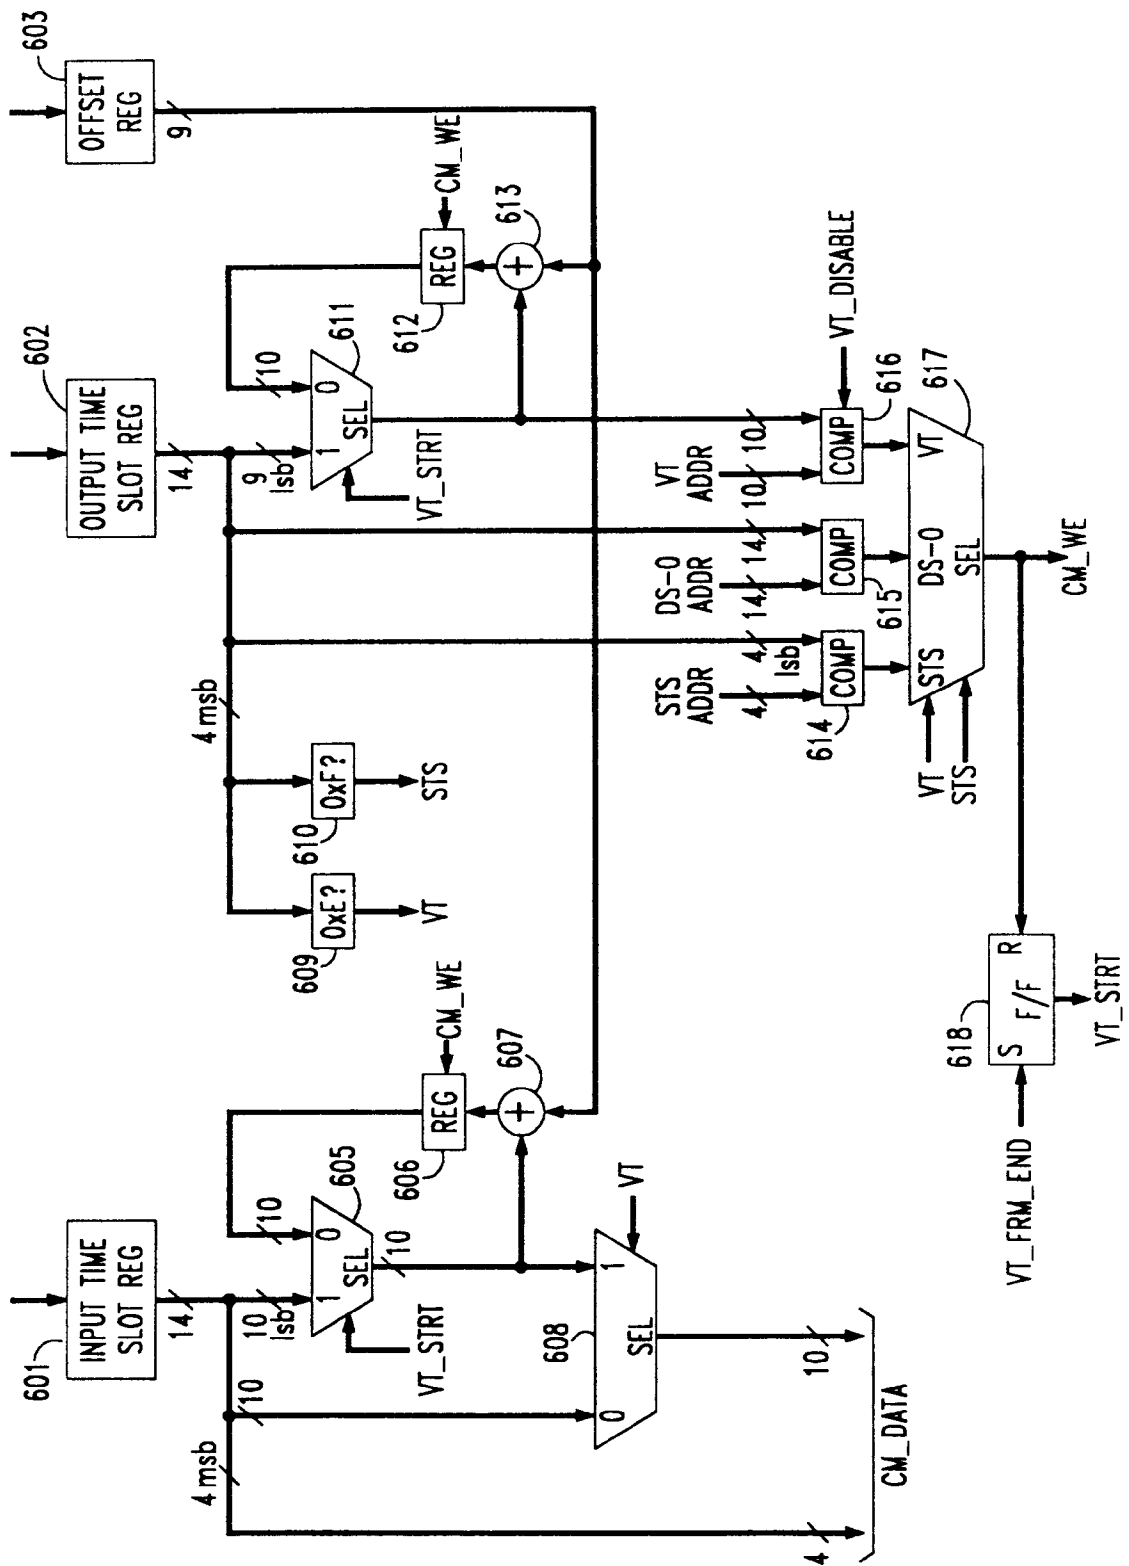 601
INPUT TIME
SLOT REG
14
602
OUTPUT TIME
SLOT REG
14
603
OFFSET
REG
9
4 msb
10
10
lsb
10
1
0
SEL
605
VT_STRT
10
REG
606
CM_WE
+
607
0
1
SEL
608
VT
4
10
CM_DATA
4 msb
0xE?
609
VT
0xF?
610
STS
9
lsb
10
1
0
SEL
611
VT_STRT
REG
612
CM_WE
+
613
STS
ADDR
4
4
lsb
COMP
614
DS-0
ADDR
14
14
COMP
615
VT
ADDR
10
10
COMP
616
VT_DISABLE
STS
DS-0
VT
SEL
617
VT
STS
CM_WE
VT_FRM_END
618
S
R
F/F
VT_STRT